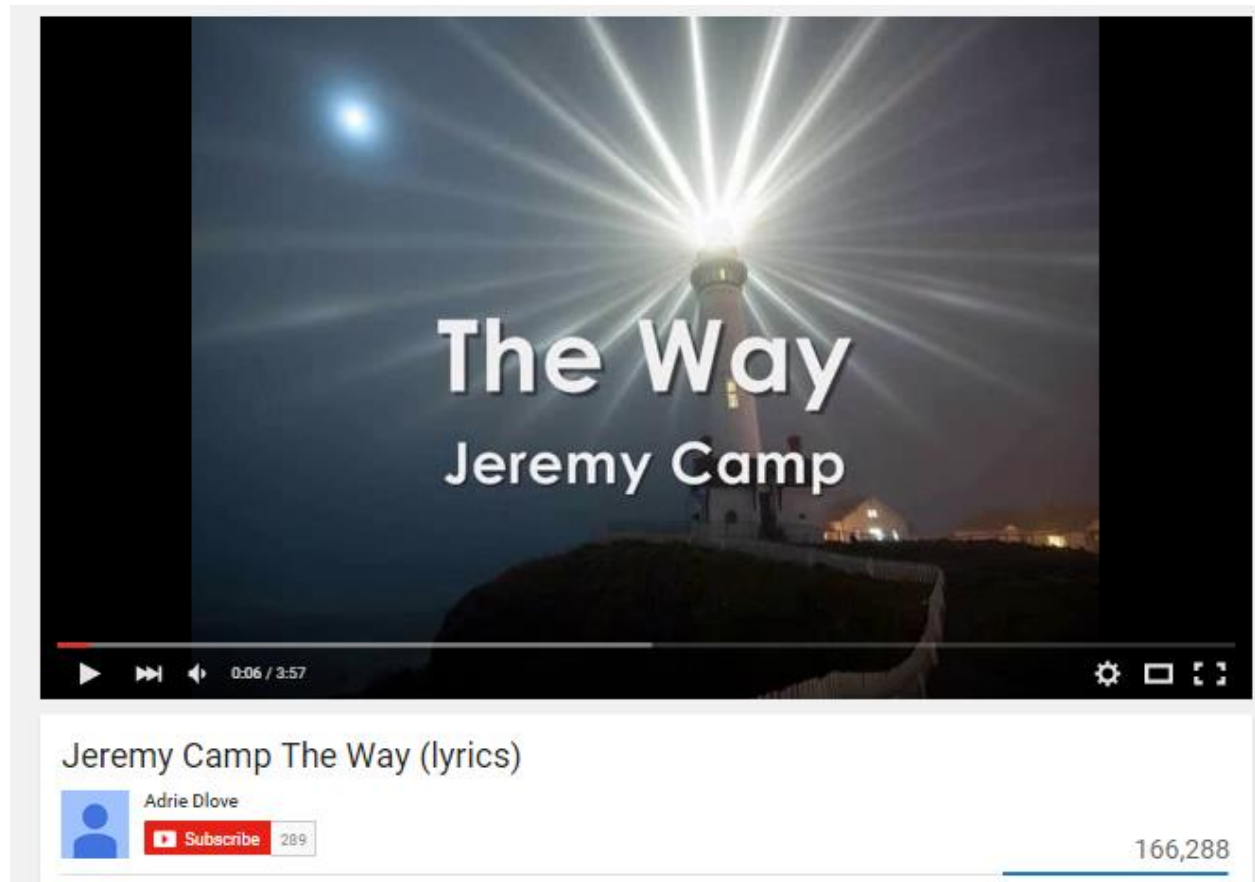 The Way
Jeremy Camp
0:06 / 3:57
Jeremy Camp The Way (lyrics)
Adrie Dlove
Subscribe 289
166,288